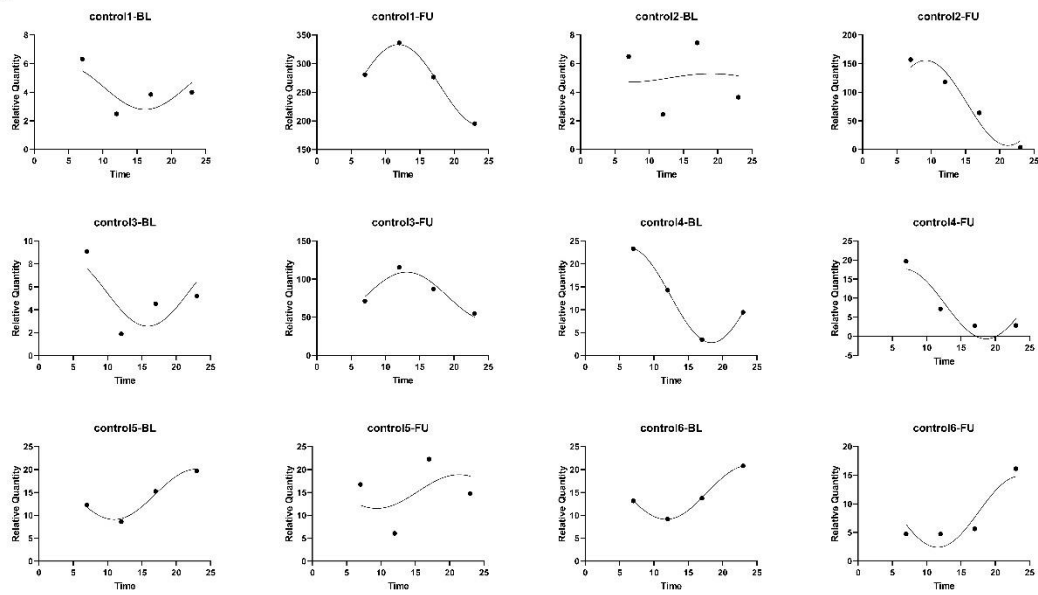 control1-BL
control1-FU
control2-BL
control2-FU
Relative Quantity
8
6
4
2
0
0 5 10 15 20 25
Time
Relative Quantity
350
300
250
200
150
0 5 10 15 20 25
Time
Relative Quantity
8
6
4
2
0
0 5 10 15 20 25
Time
Relative Quantity
200
150
100
50
0
0 5 10 15 20 25
Time
control3-BL
control3-FU
control4-BL
control4-FU
Relative Quantity
10
8
6
4
2
0
0 5 10 15 20 25
Time
Relative Quantity
150
100
50
0
0 5 10 15 20 25
Time
Relative Quantity
25
20
15
10
5
0
0 5 10 15 20 25
Time
Relative Quantity
25
20
15
10
5
0
-5
5 10 15 20 25
Time
control5-BL
control5-FU
control6-BL
control6-FU
Relative Quantity
25
20
15
10
5
0
0 5 10 15 20 25
Time
Relative Quantity
25
20
15
10
5
0
0 5 10 15 20 25
Time
Relative Quantity
25
20
15
10
5
0
0 5 10 15 20 25
Time
Relative Quantity
20
15
10
5
0
0 5 10 15 20 25
Time